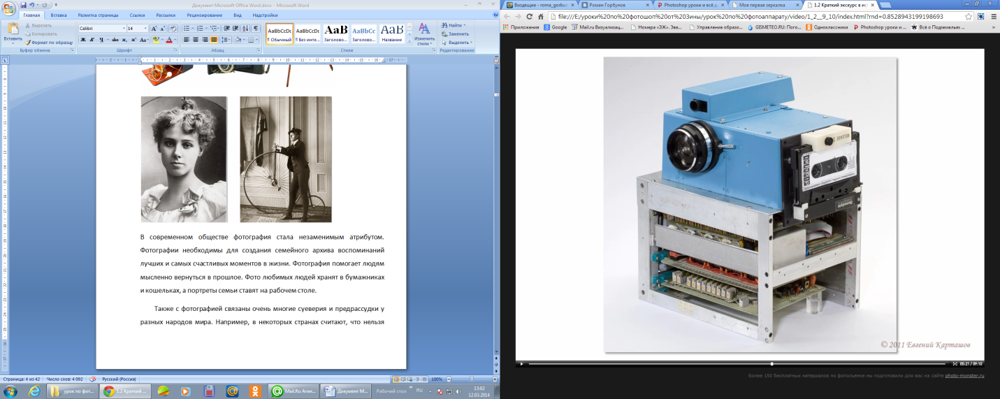 Документ Microsoft Office Word.docx - Microsoft Word
Главная Вставка Разметка страницы Ссылки Рассылки Рецензирование Вид Надстройки
Вставить
Вырезать
Копировать
Формат по образцу
Буфер обмена
Calibri 14
Шрифт
Абзац
AaBbCcDc AaBbCcDc AaB AaBbCc AaB
¶ Обычный ¶ Без инте... Заголово... Заголово... Название
Изменить стили
Стили
Найти
Заменить
Выделить
Редактирование
В современном обществе фотография стала незаменимым атрибутом.
Фотографии необходимы для создания семейного архива воспоминаний
лучших и самых счастливых моментов в жизни. Фотография помогает людям
мысленно вернуться в прошлое. Фото любимых людей хранят в бумажниках
и кошельках, а портреты семьи ставят на рабочем столе.
Также с фотографией связаны очень многие суеверия и предрассудки у
разных народов мира. Например, в некоторых странах считают, что нельзя
Страница: 4 из 42 Число слов: 4 092 Русский (Россия) 100%
урок по фот... 1.2 Краткий ... Mail.Ru Аген... Документ M... Рабочий стол RU 13:02
12.03.2014
Входящие - roma_gorbun Роман Горбунов Photoshop уроки и всё д Моя первая зеркалка 1.2 Краткий экскурс в ист
file:///E:/уроки%20по%20фотошоп%20от%20зины/урок%20по%20фотоаппарату/video/1_2__9_10/index.html?rnd=0.8528943199198693
Приложения Google Mail.ru Визуализац... Номера «ЗЖ». Зве... Управление образо... GISMETEO.RU: Пого... Одноклассники Photoshop уроки и ... Всё о Подземельях ...
© 2011 Евгений Карташов
05:21 / 09:10
Более 150 бесплатных материалов по фотосъемке мы подготовили для вас на сайте photo-monster.ru